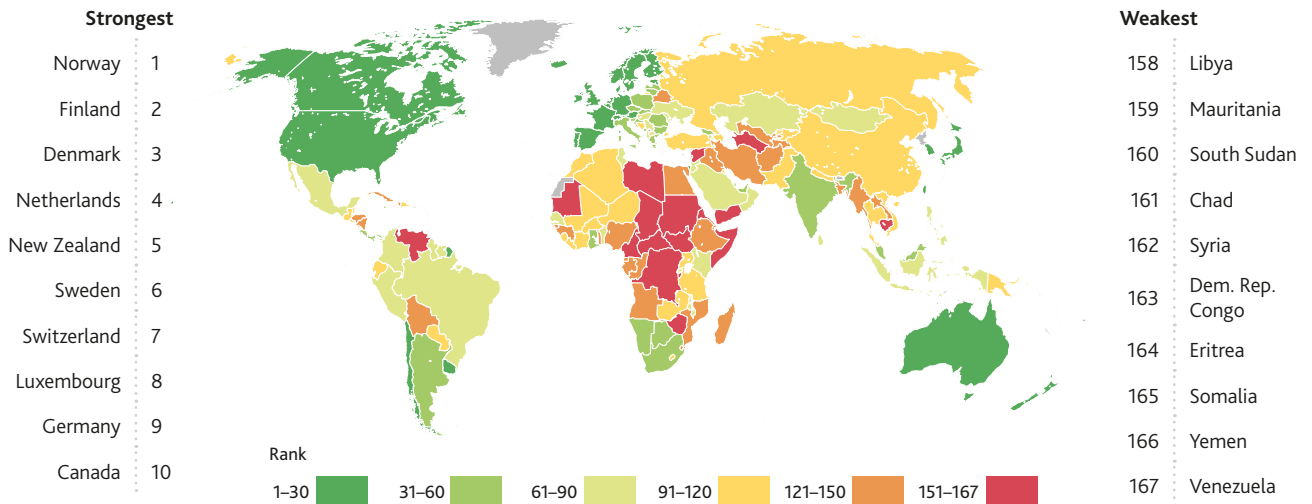 Strongest
Norway 1
Finland 2
Denmark 3
Netherlands 4
New Zealand 5
Sweden 6
Switzerland 7
Luxembourg 8
Germany 9
Canada 10
Rank
1–30 31–60 61–90 91–120 121–150 151–167
Weakest
158 Libya
159 Mauritania
160 South Sudan
161 Chad
162 Syria
163 Dem. Rep.
Congo
164 Eritrea
165 Somalia
166 Yemen
167 Venezuela